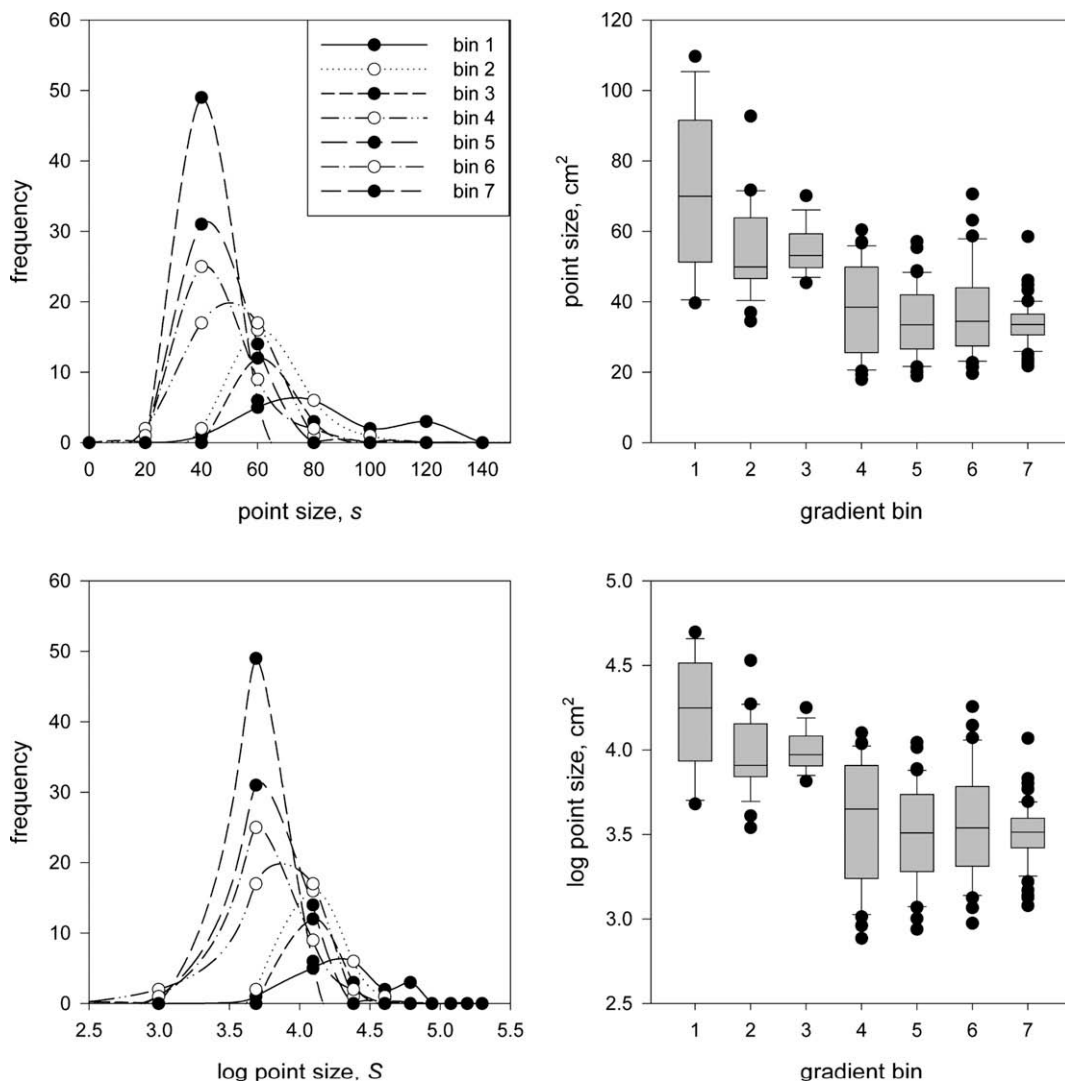 60
50
40
30
20
10
0
frequency
0 20 40 60 80 100 120 140
point size, s
bin 1
bin 2
bin 3
bin 4
bin 5
bin 6
bin 7
120
100
80
60
40
20
0
point size, cm²
1 2 3 4 5 6 7
gradient bin
60
50
40
30
20
10
0
frequency
2.5 3.0 3.5 4.0 4.5 5.0 5.5
log point size, S
5.0
4.5
4.0
3.5
3.0
2.5
log point size, cm²
1 2 3 4 5 6 7
gradient bin